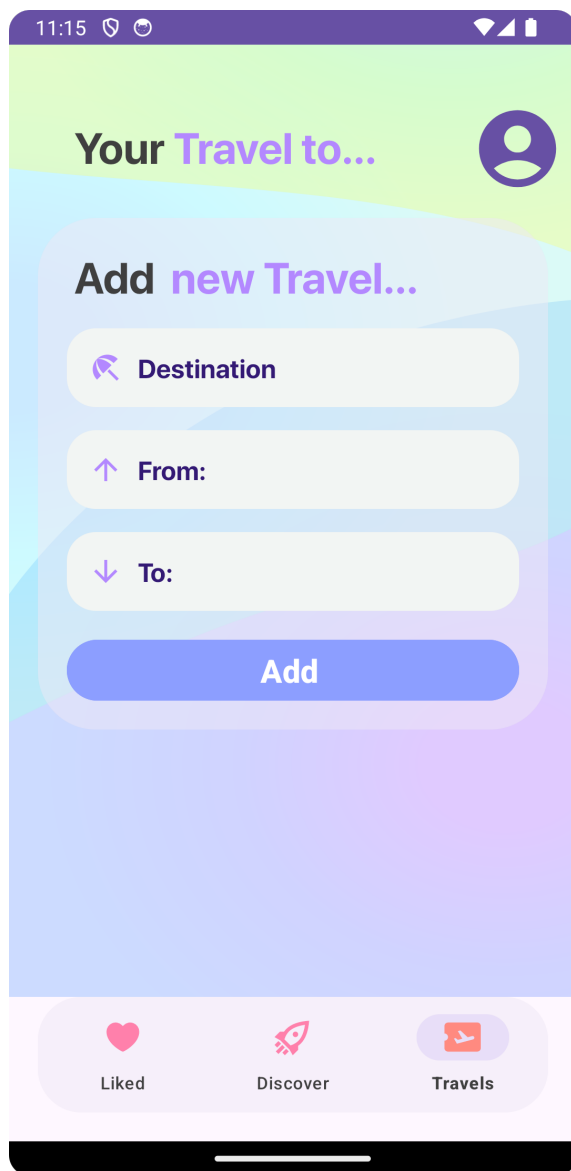 11:15
Your Travel to...
Add new Travel...
Destination
From:
To:
Add
Liked Discover Travels